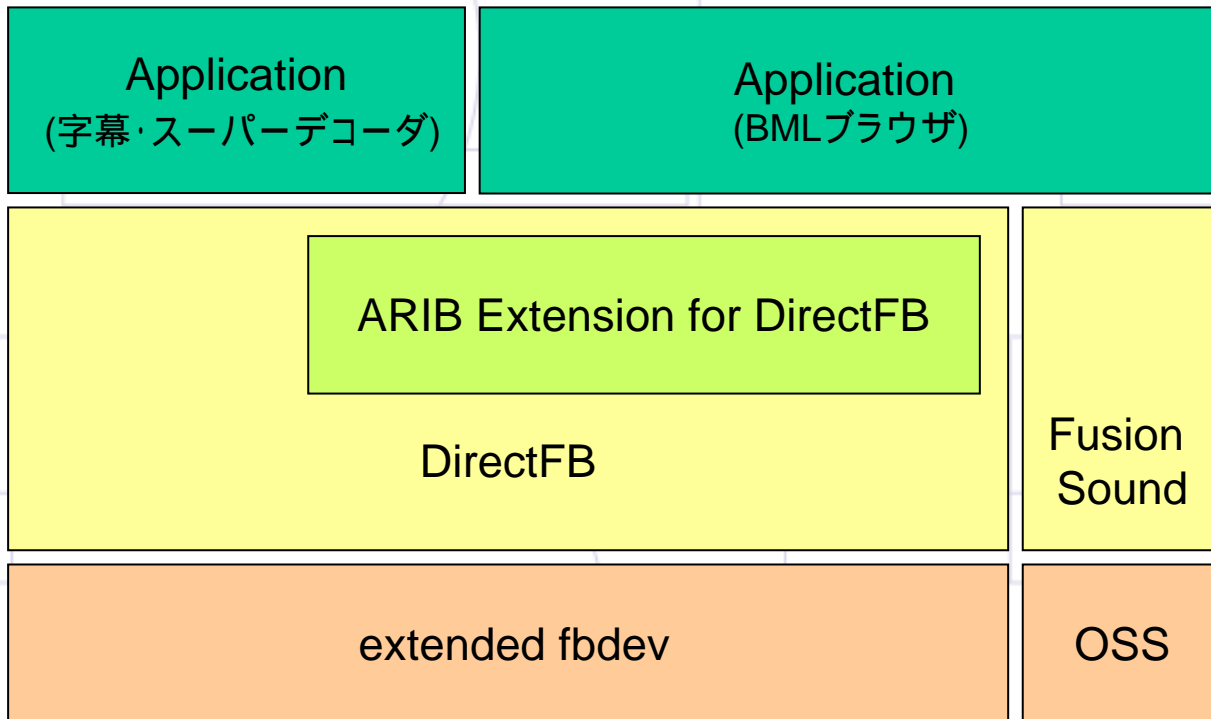 Application
(字幕・スーパーデコーダ)
Application
(BMLブラウザ)
ARIB Extension for DirectFB
DirectFB
Fusion
Sound
extended fbdev
OSS